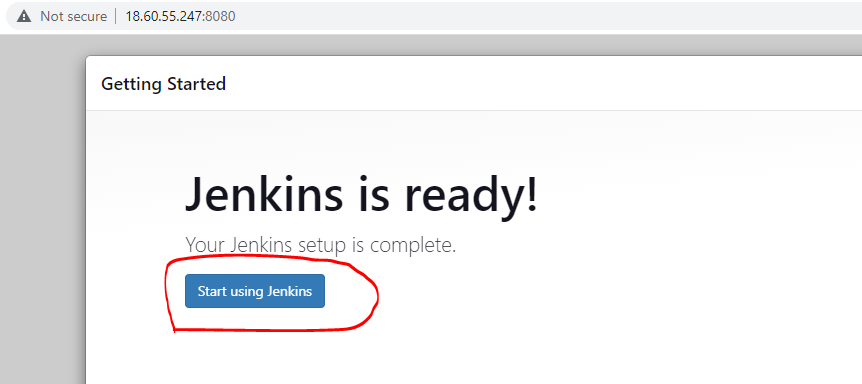 Not secure | 18.60.55.247:8080
Getting Started
Jenkins is ready!
Your Jenkins setup is complete.
Start using Jenkins